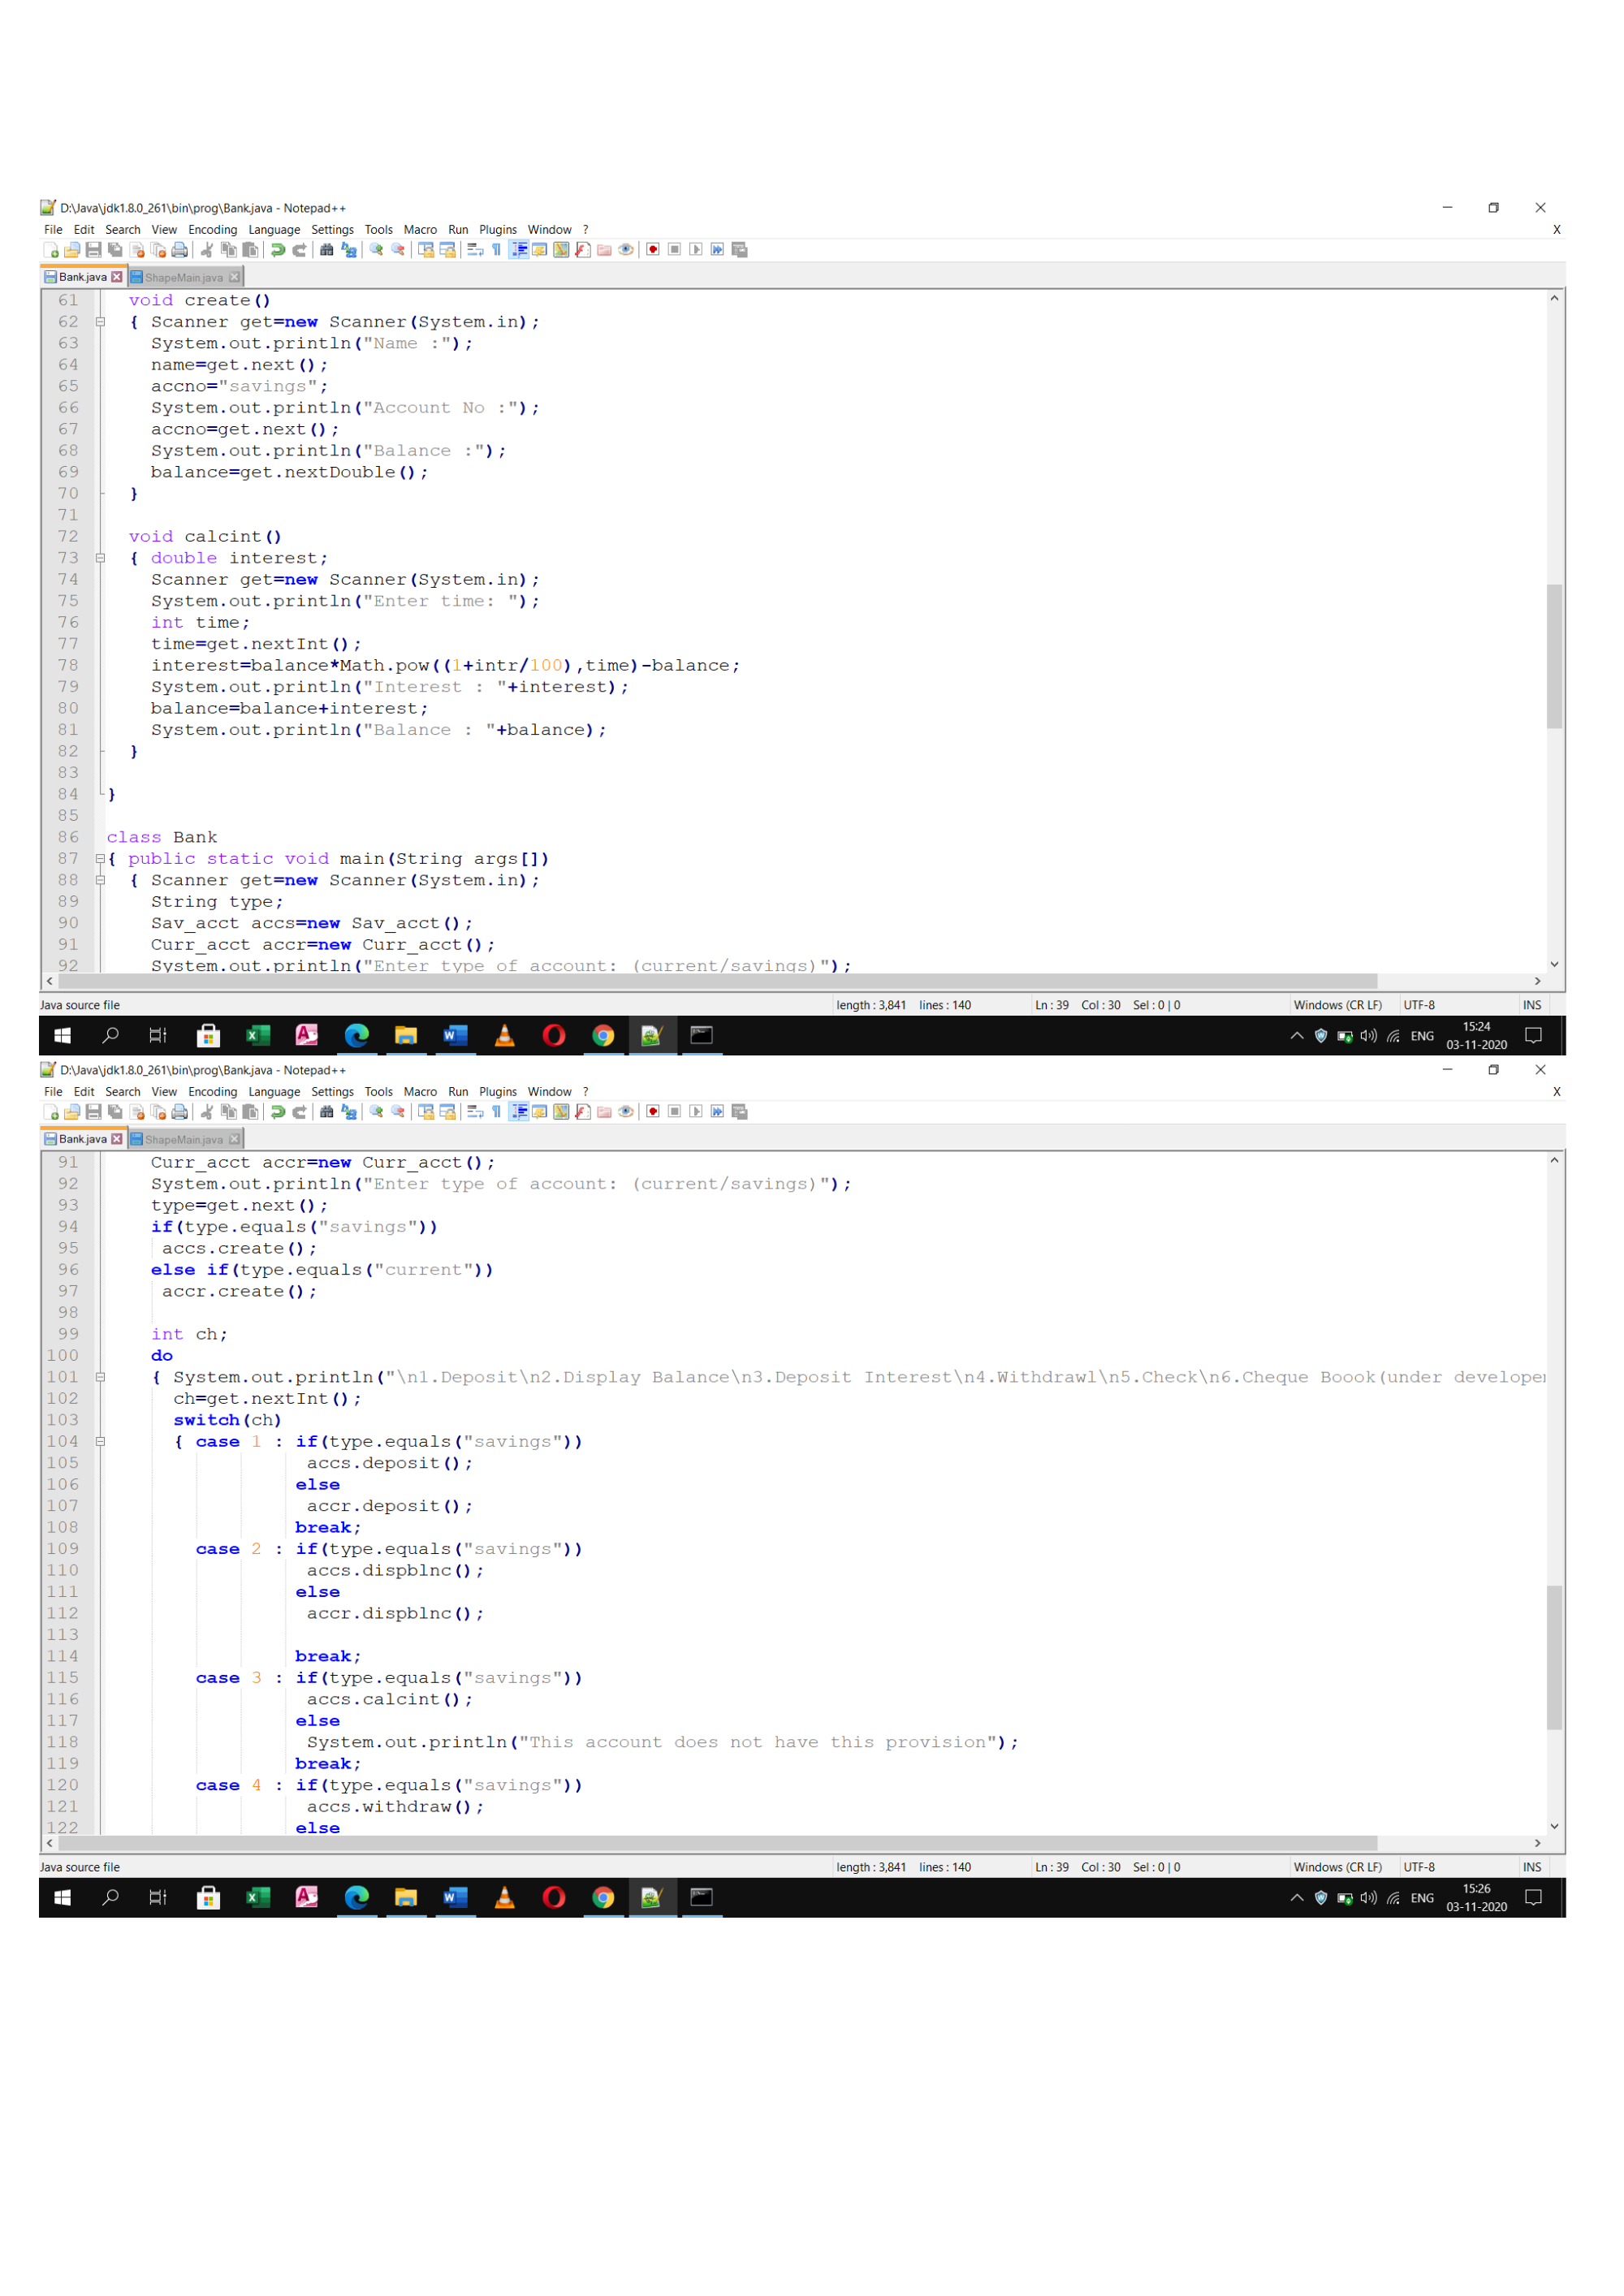 D:\Java\jdk1.8.0_261\bin\prog\Bank.java - Notepad++
File Edit Search View Encoding Language Settings Tools Macro Run Plugins Window ? X
Bank.java ShapeMain.java
61 void create()
62 { Scanner get=new Scanner(System.in);
63 System.out.println("Name :");
64 name=get.next();
65 accno="savings";
66 System.out.println("Account No :");
67 accno=get.next();
68 System.out.println("Balance :");
69 balance=get.nextDouble();
70 }
71
72 void calcint()
73 { double interest;
74 Scanner get=new Scanner(System.in);
75 System.out.println("Enter time: ");
76 int time;
77 time=get.nextInt();
78 interest=balance*Math.pow((1+intr/100),time)-balance;
79 System.out.println("Interest : "+interest);
80 balance=balance+interest;
81 System.out.println("Balance : "+balance);
82 }
83
84 }
85
86 class Bank
87 { public static void main(String args[])
88 { Scanner get=new Scanner(System.in);
89 String type;
90 Sav_acct accs=new Sav_acct();
91 Curr_acct accr=new Curr_acct();
92 System.out.println("Enter type of account: (current/savings)");
Java source file length : 3,841 lines : 140 Ln : 39 Col : 30 Sel : 0 | 0 Windows (CR LF) UTF-8 INS
ENG 15:24
03-11-2020
D:\Java\jdk1.8.0_261\bin\prog\Bank.java - Notepad++
File Edit Search View Encoding Language Settings Tools Macro Run Plugins Window ? X
Bank.java ShapeMain.java
91 Curr_acct accr=new Curr_acct();
92 System.out.println("Enter type of account: (current/savings)");
93 type=get.next();
94 if(type.equals("savings"))
95 accs.create();
96 else if(type.equals("current"))
97 accr.create();
98
99 int ch;
100 do
101 { System.out.println("\n1.Deposit\n2.Display Balance\n3.Deposit Interest\n4.Withdrawl\n5.Check\n6.Cheque Boook(under developer
102 ch=get.nextInt();
103 switch(ch)
104 { case 1 : if(type.equals("savings"))
105 accs.deposit();
106 else
107 accr.deposit();
108 break;
109 case 2 : if(type.equals("savings"))
110 accs.dispblnc();
111 else
112 accr.dispblnc();
113
114 break;
115 case 3 : if(type.equals("savings"))
116 accs.calcint();
117 else
118 System.out.println("This account does not have this provision");
119 break;
120 case 4 : if(type.equals("savings"))
121 accs.withdraw();
122 else
Java source file length : 3,841 lines : 140 Ln : 39 Col : 30 Sel : 0 | 0 Windows (CR LF) UTF-8 INS
ENG 15:26
03-11-2020